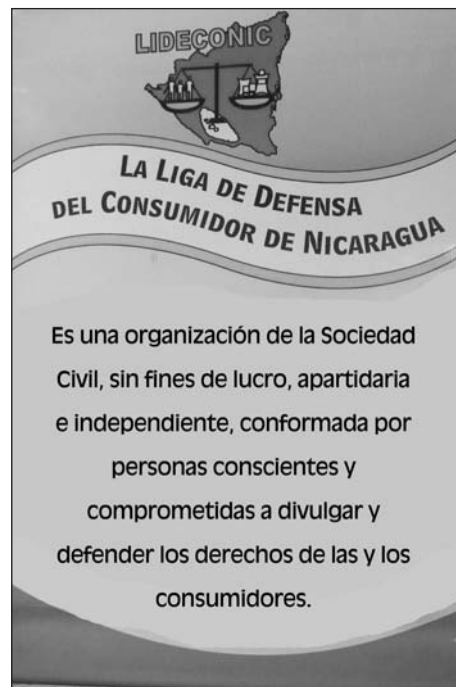 LIDECONIC
LA LIGA DE DEFENSA
DEL CONSUMIDOR DE NICARAGUA
Es una organización de la Sociedad
Civil, sin fines de lucro, apartidaria
e independiente, conformada por
personas conscientes y
comprometidas a divulgar y
defender los derechos de las y los
consumidores.